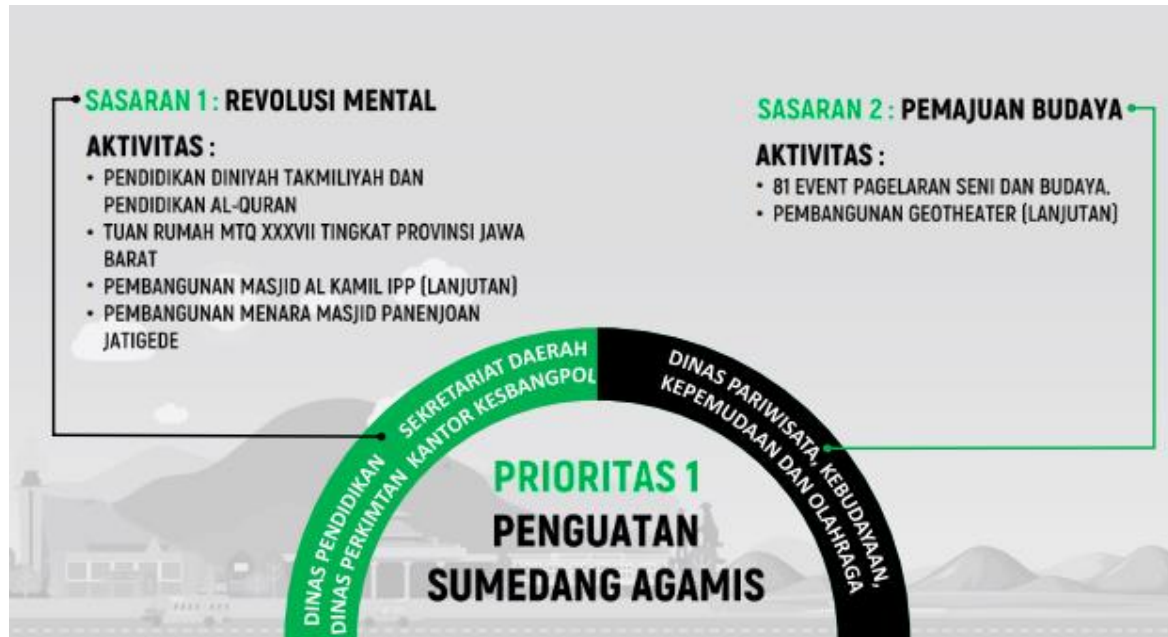 SASARAN 1 : REVOLUSI MENTAL
AKTIVITAS :
• PENDIDIKAN DINIYAH TAKMILIYAH DAN
PENDIDIKAN AL-QURAN
• TUAN RUMAH MTQ XXXVII TINGKAT PROVINSI JAWA
BARAT
• PEMBANGUNAN MASJID AL KAMIL IPP (LANJUTAN)
• PEMBANGUNAN MENARA MASJID PANENJOAN
JATIGEDE
SASARAN 2 : PEMAJUAN BUDAYA
AKTIVITAS :
• 81 EVENT PAGELARAN SENI DAN BUDAYA.
• PEMBANGUNAN GEOTHEATER (LANJUTAN)
DINAS PENDIDIKAN SEKRETARIAT DAERAH
DINAS PERKIMTAN KANTOR KESBANGPOL
DINAS PARIWISATA, KEBUDAYAAN,
KEPEMUDAAN DAN OLAHRAGA
PRIORITAS 1
PENGUATAN
SUMEDANG AGAMIS